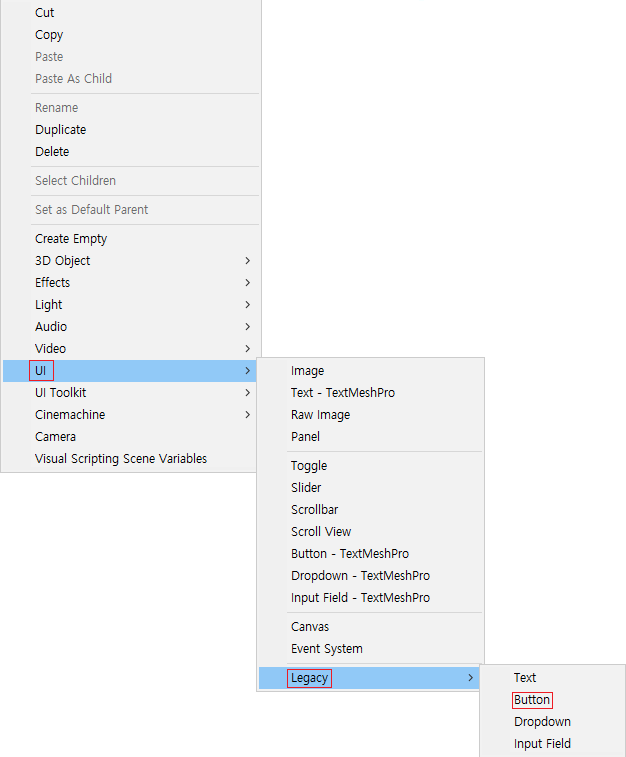 Cut
Copy
Paste
Paste As Child
Rename
Duplicate
Delete
Select Children
Set as Default Parent
Create Empty
3D Object
Effects
Light
Audio
Video
UI
UI Toolkit
Cinemachine
Camera
Visual Scripting Scene Variables
Image
Text - TextMeshPro
Raw Image
Panel
Toggle
Slider
Scrollbar
Scroll View
Button - TextMeshPro
Dropdown - TextMeshPro
Input Field - TextMeshPro
Canvas
Event System
Legacy
Text
Button
Dropdown
Input Field